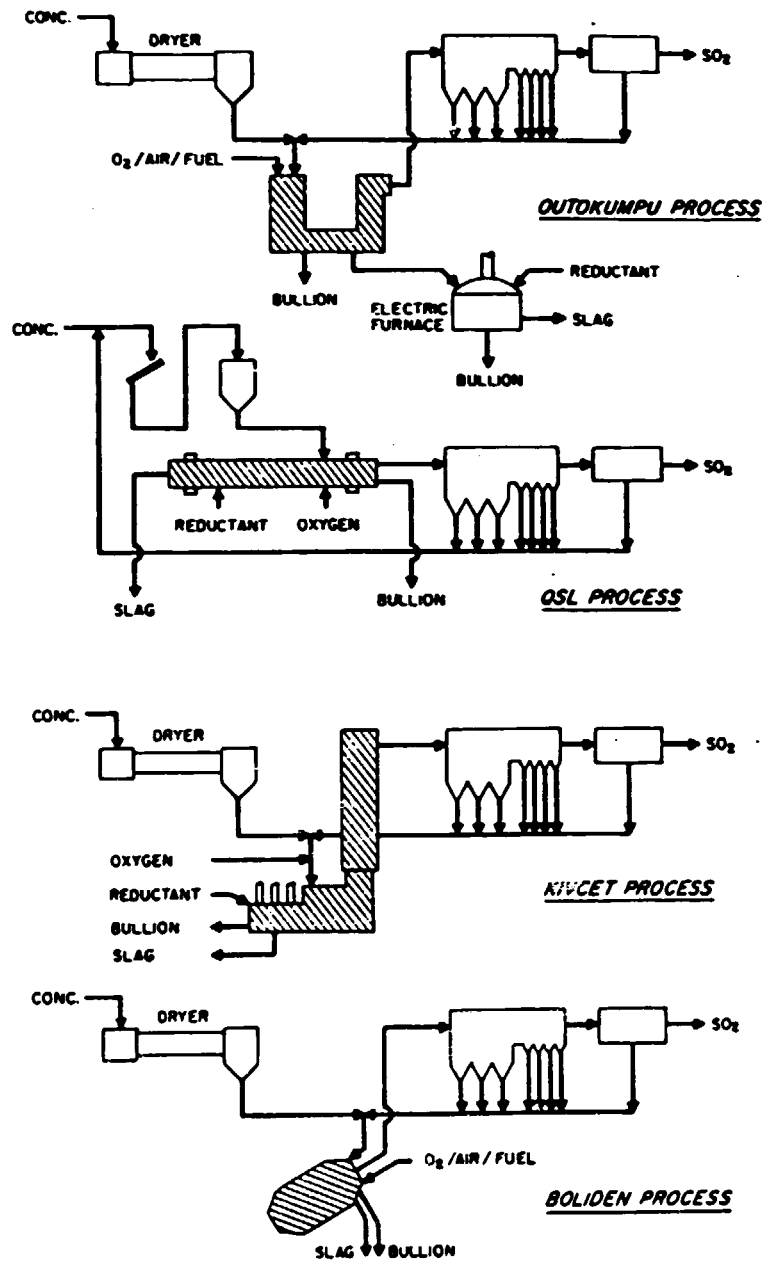 CONC.
DRYER
SO₂
O₂/AIR/FUEL
OUTOKUMPU PROCESS
REDUCTANT
BULLION
ELECTRIC
FURNACE
SLAG
BULLION
CONC.
SO₂
REDUCTANT
OXYGEN
SLAG
BULLION
QSL PROCESS
CONC.
DRYER
SO₂
OXYGEN
REDUCTANT
BULLION
SLAG
KIVCET PROCESS
CONC.
DRYER
SO₂
O₂/AIR/FUEL
BOLIDEN PROCESS
SLAG
BULLION